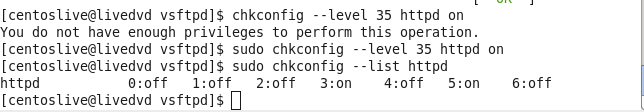 [centoslive@livedvd vsftpd]$ chkconfig --level 35 httpd on
You do not have enough privileges to perform this operation.
[centoslive@livedvd vsftpd]$ sudo chkconfig --level 35 httpd on
[centoslive@livedvd vsftpd]$ sudo chkconfig --list httpd
httpd           0:off   1:off   2:off   3:on    4:off   5:on    6:off
[centoslive@livedvd vsftpd]$